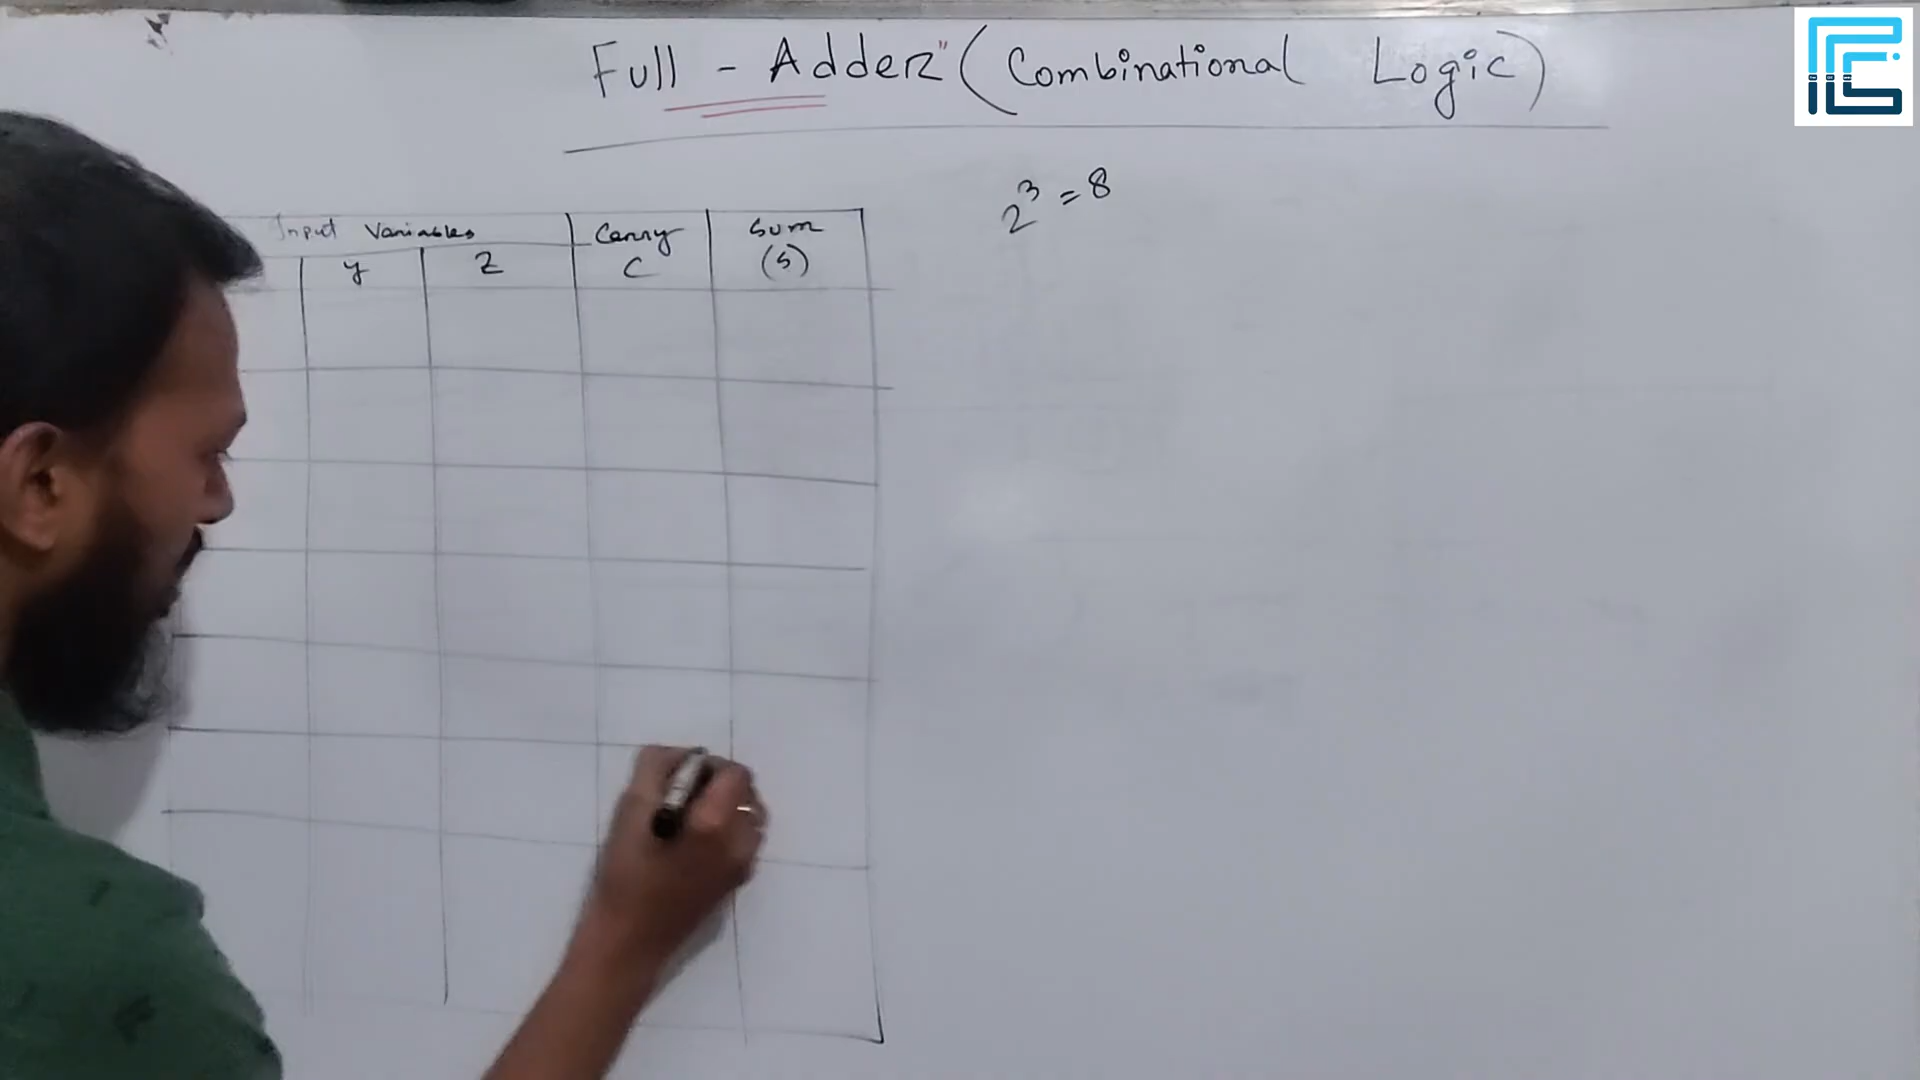 Full - Adder" (Combinational Logic)
2³ = 8
Input Variables Carry Sum
y z C (S)